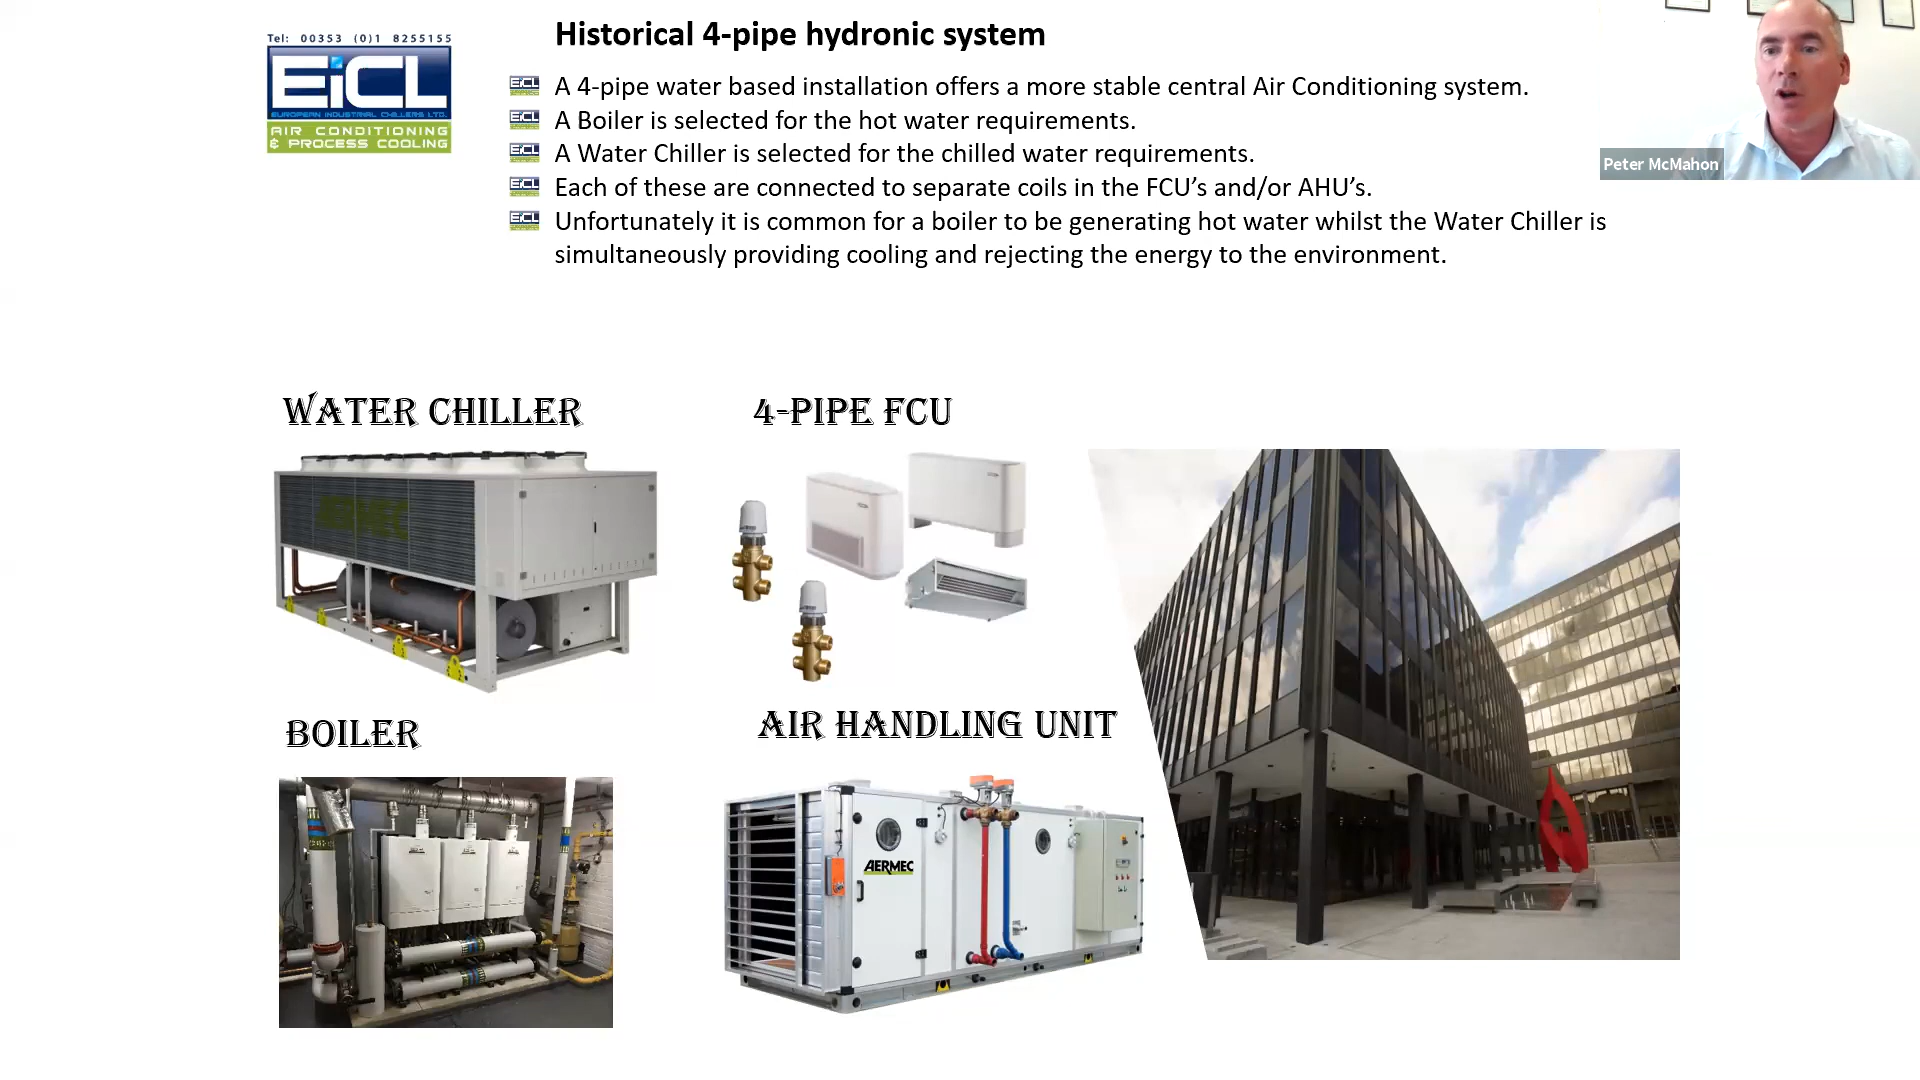 Tel: 00353 (0)1 8255155
EiCL
EUROPEAN INDUSTRIAL CHILLERS LTD.
AIR CONDITIONING
& PROCESS COOLING
Historical 4-pipe hydronic system
EiCL A 4-pipe water based installation offers a more stable central Air Conditioning system.
EiCL A Boiler is selected for the hot water requirements.
EiCL A Water Chiller is selected for the chilled water requirements.
EiCL Each of these are connected to separate coils in the FCU’s and/or AHU’s.
EiCL Unfortunately it is common for a boiler to be generating hot water whilst the Water Chiller is
simultaneously providing cooling and rejecting the energy to the environment.
Peter McMahon
WATER CHILLER
4-PIPE FCU
AERMEC
BOILER
AIR HANDLING UNIT
AERMEC